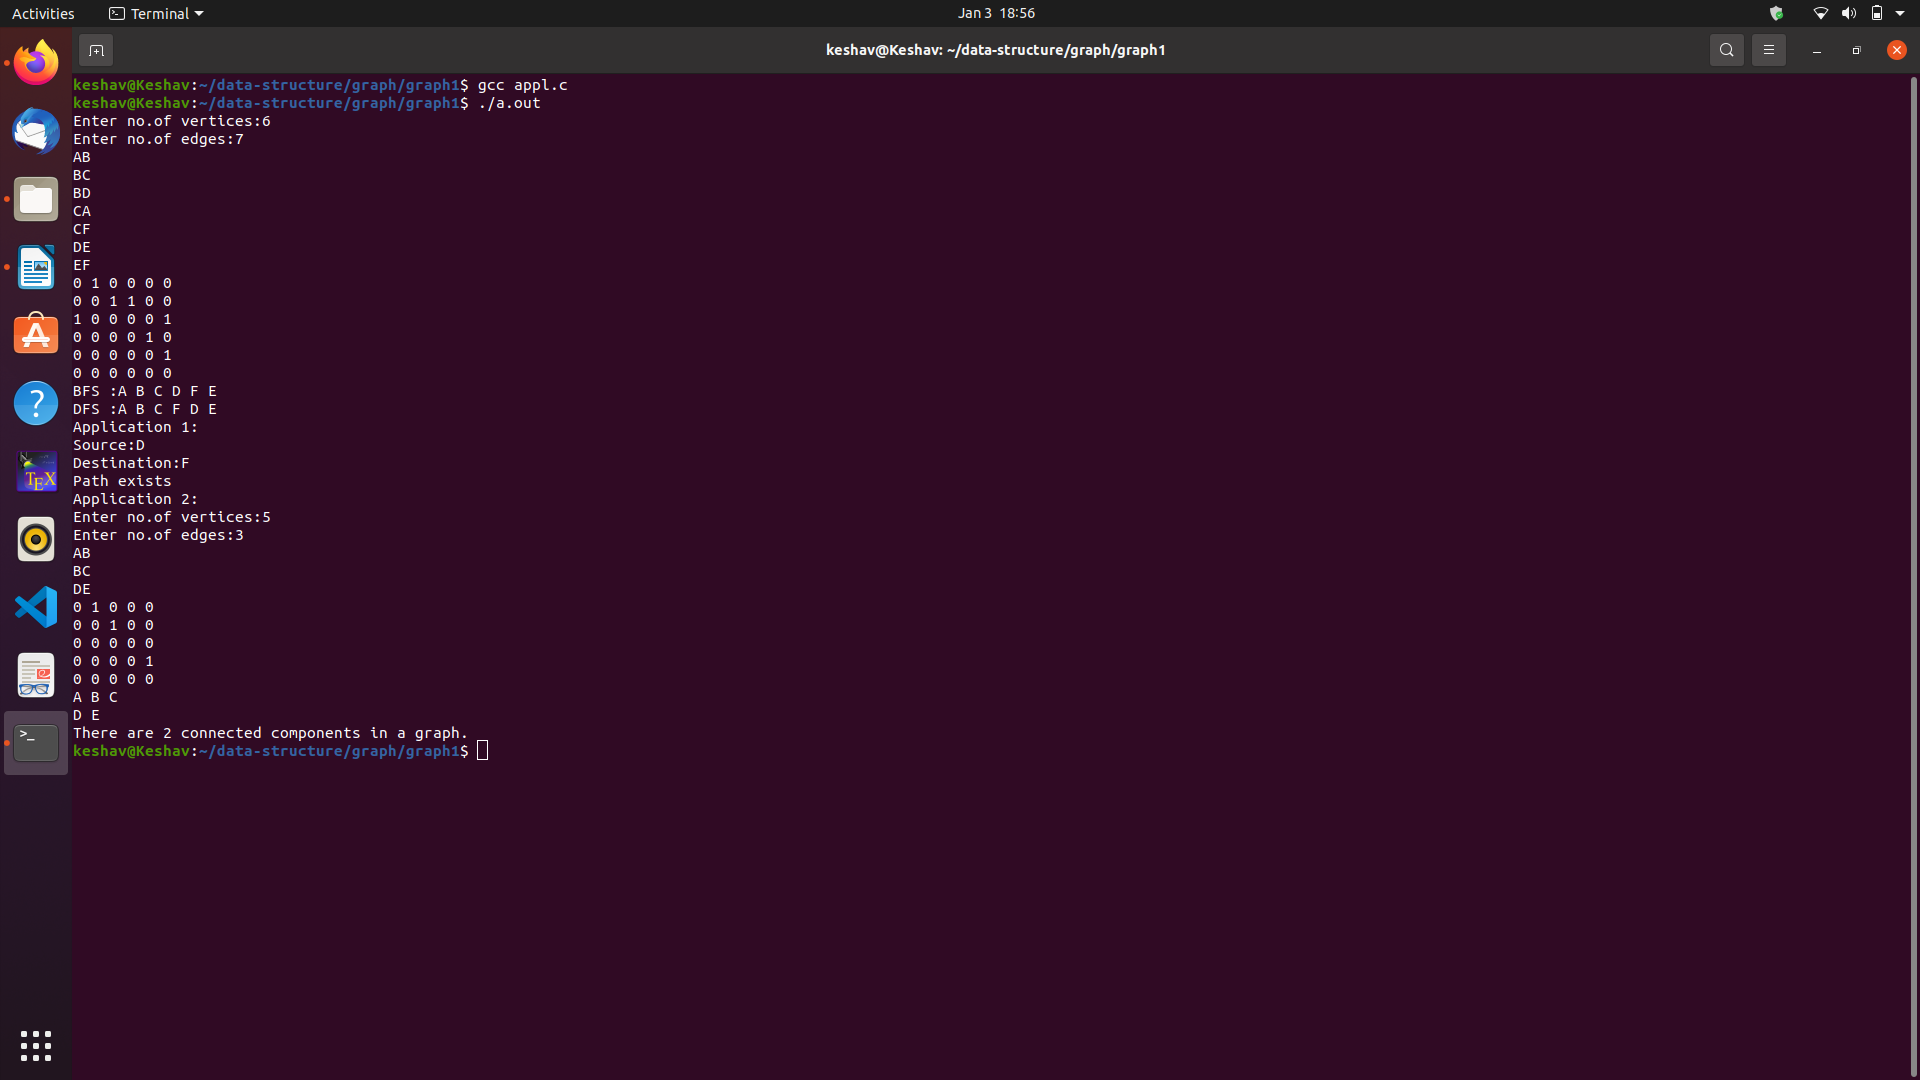 Activities Terminal Jan 3 18:56
keshav@Keshav: ~/data-structure/graph/graph1
keshav@Keshav:~/data-structure/graph/graph1$ gcc appl.c
keshav@Keshav:~/data-structure/graph/graph1$ ./a.out
Enter no.of vertices:6
Enter no.of edges:7
AB
BC
BD
CA
CF
DE
EF
0 1 0 0 0 0
0 0 1 1 0 0
1 0 0 0 0 1
0 0 0 0 1 0
0 0 0 0 0 1
0 0 0 0 0 0
BFS :A B C D F E
DFS :A B C F D E
Application 1:
Source:D
Destination:F
Path exists
Application 2:
Enter no.of vertices:5
Enter no.of edges:3
AB
BC
DE
0 1 0 0 0
0 0 1 0 0
0 0 0 0 0
0 0 0 0 1
0 0 0 0 0
A B C
D E
There are 2 connected components in a graph.
keshav@Keshav:~/data-structure/graph/graph1$
?
TEX
>_